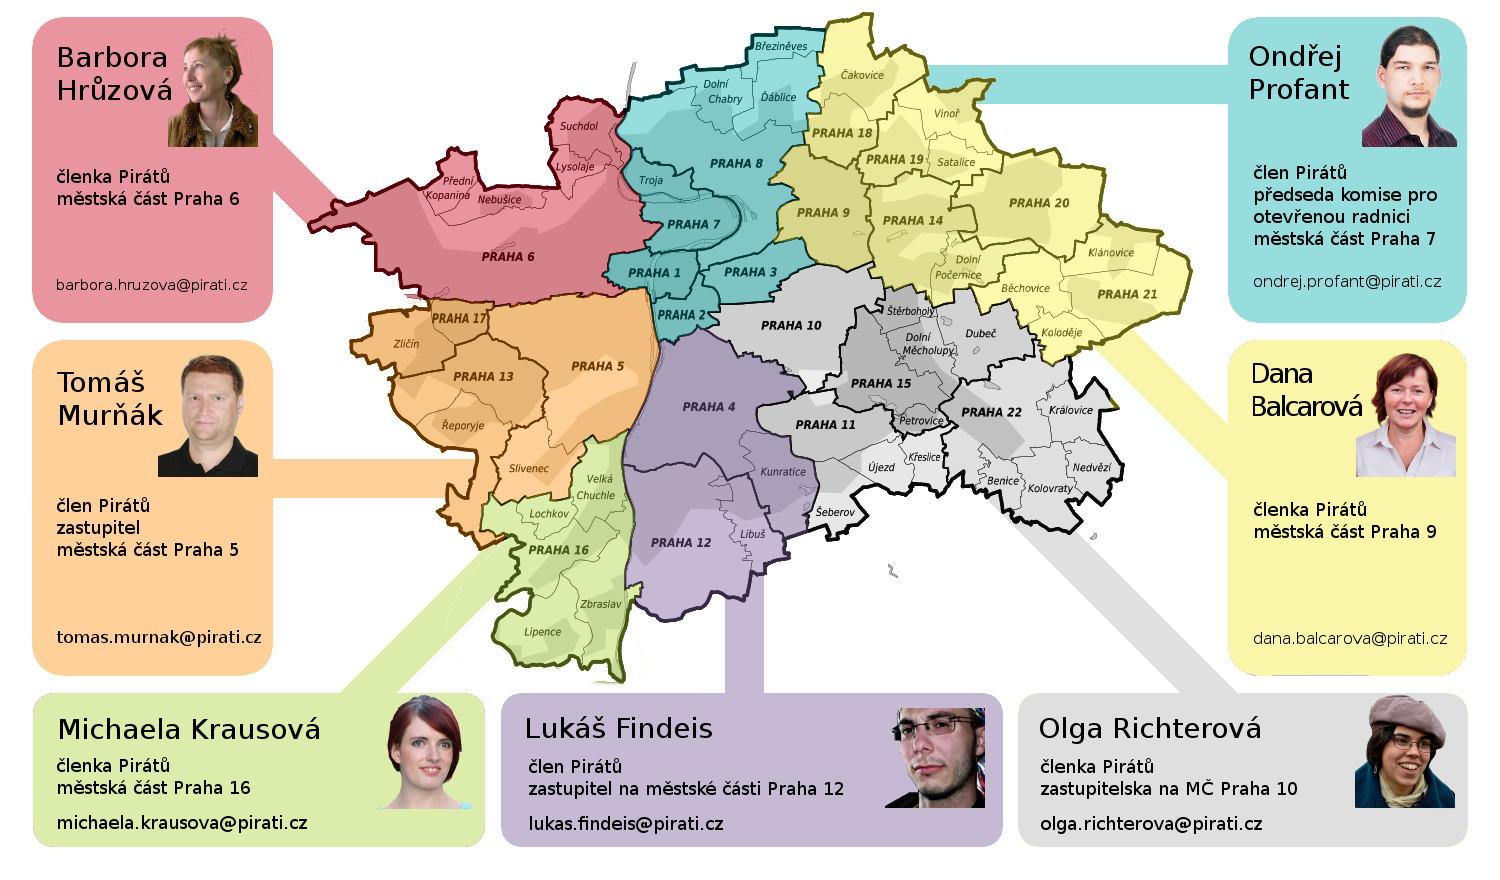 Barbora
Hrůzová
členka Pirátů
městská část Praha 6
barbora.hruzova@pirati.cz
Tomáš
Murňák
člen Pirátů
zastupitel
městská část Praha 5
tomas.murnak@pirati.cz
Březiněves
Čakovice
Dolní
Chabry
Ďáblice
Vinoř
Suchdol
PRAHA 18
Lysolaje
PRAHA 8
PRAHA 19
Satalice
Přední
Kopanina
Nebušice
Troja
PRAHA 20
PRAHA 9
PRAHA 14
PRAHA 7
PRAHA 6
Klánovice
Dolní
Počernice
PRAHA 1
PRAHA 3
Běchovice
PRAHA 21
PRAHA 17
PRAHA 2
PRAHA 10
Štěrboholy
Koloděje
Zličín
Dolní
Měcholupy
Dubeč
PRAHA 5
PRAHA 13
PRAHA 15
PRAHA 4
PRAHA 22
Královice
Řeporyje
PRAHA 11
Petrovice
Slivenec
Kunratice
Újezd
Křeslice
Nedvězí
Velká
Chuchle
Benice
Kolovraty
Lochkov
Šeberov
Libuš
PRAHA 16
PRAHA 12
Zbraslav
Lipence
Ondřej
Profant
člen Pirátů
předseda komise pro
otevřenou radnici
městská část Praha 7
ondrej.profant@pirati.cz
Dana
Balcarová
členka Pirátů
městská část Praha 9
dana.balcarova@pirati.cz
Michaela Krausová
členka Pirátů
městská část Praha 16
michaela.krausova@pirati.cz
Lukáš Findeis
člen Pirátů
zastupitel na městské části Praha 12
lukas.findeis@pirati.cz
Olga Richterová
členka Pirátů
zastupitelska na MČ Praha 10
olga.richterova@pirati.cz